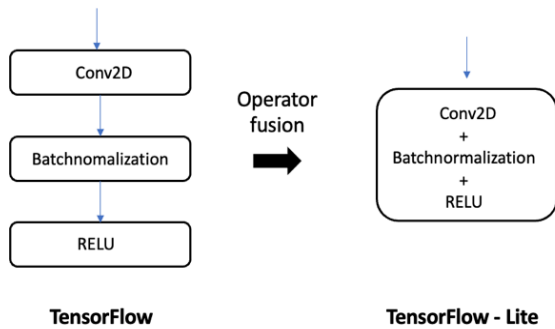 Conv2D
Batchnomalization
RELU
TensorFlow
Operator
fusion
Conv2D
+
Batchnormalization
+
RELU
TensorFlow - Lite